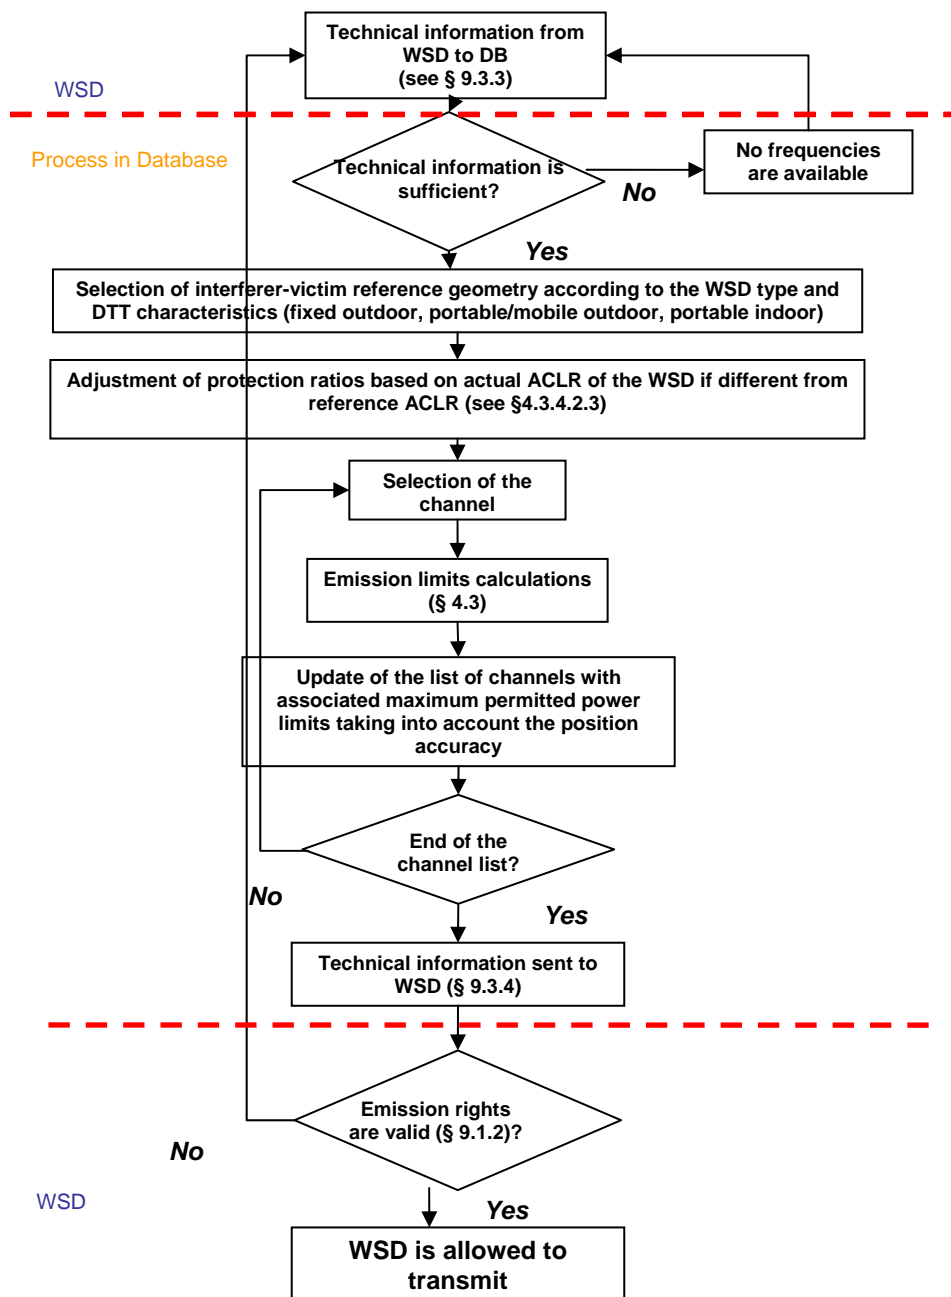 Technical information from
WSD to DB
(see § 9.3.3)
WSD
Process in Database
Technical information is
sufficient?
No
No frequencies
are available
Yes
Selection of interferer-victim reference geometry according to the WSD type and
DTT characteristics (fixed outdoor, portable/mobile outdoor, portable indoor)
Adjustment of protection ratios based on actual ACLR of the WSD if different from
reference ACLR (see §4.3.4.2.3)
Selection of the
channel
Emission limits calculations
(§ 4.3)
Update of the list of channels with
associated maximum permitted power
limits taking into account the position
accuracy
End of the
channel list?
No
Yes
Technical information sent to
WSD (§ 9.3.4)
Emission rights
are valid (§ 9.1.2)?
No
WSD
Yes
WSD is allowed to
transmit